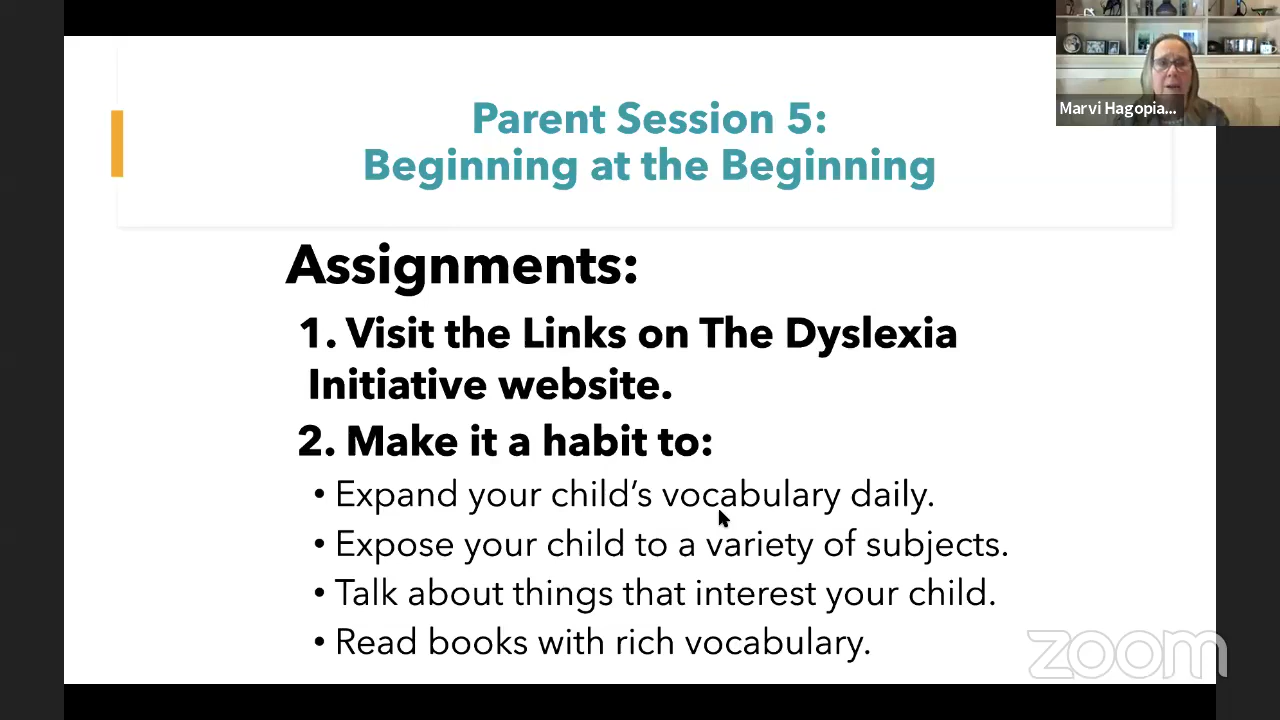 Marvi Hagopia...
Parent Session 5:
Beginning at the Beginning
Assignments:
1. Visit the Links on The Dyslexia
Initiative website.
2. Make it a habit to:
• Expand your child’s vocabulary daily.
• Expose your child to a variety of subjects.
• Talk about things that interest your child.
• Read books with rich vocabulary.
zoom